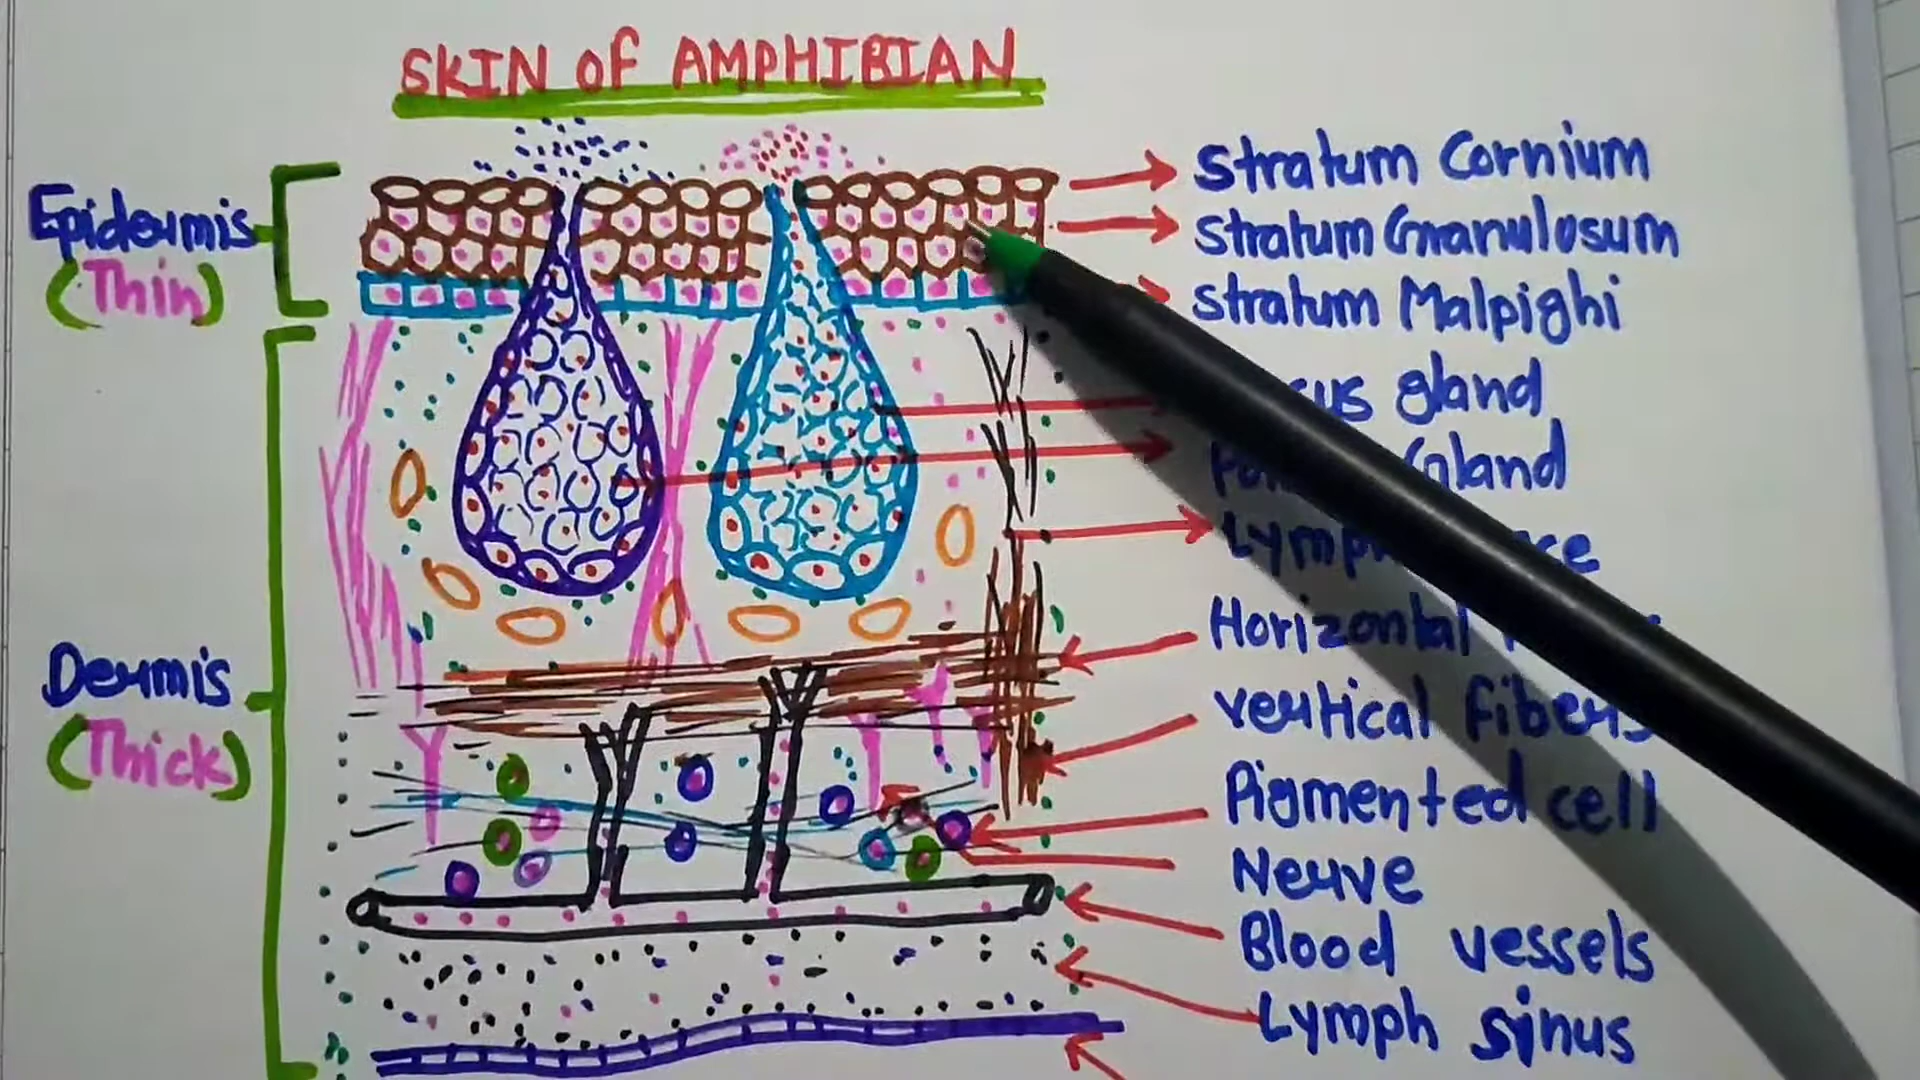 SKIN OF AMPHIBIAN
Epidermis
(Thin)
Dermis
(Thick)
Stratum Cornium
Stratum Granulosum
Stratum Malpighi
gland
Gland
Horizontal
Vertical Fibers
Pigmented cell
Nerve
Blood vessels
Lymph sinus